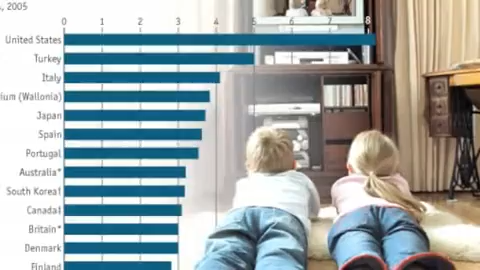 , 2005
0 1 2 3 4 5 6 7 8
United States
Turkey
Italy
ium (Wallonia)
Japan
Spain
Portugal
Australia*
South Korea†
Canada‡
Britain*
Denmark
Finland